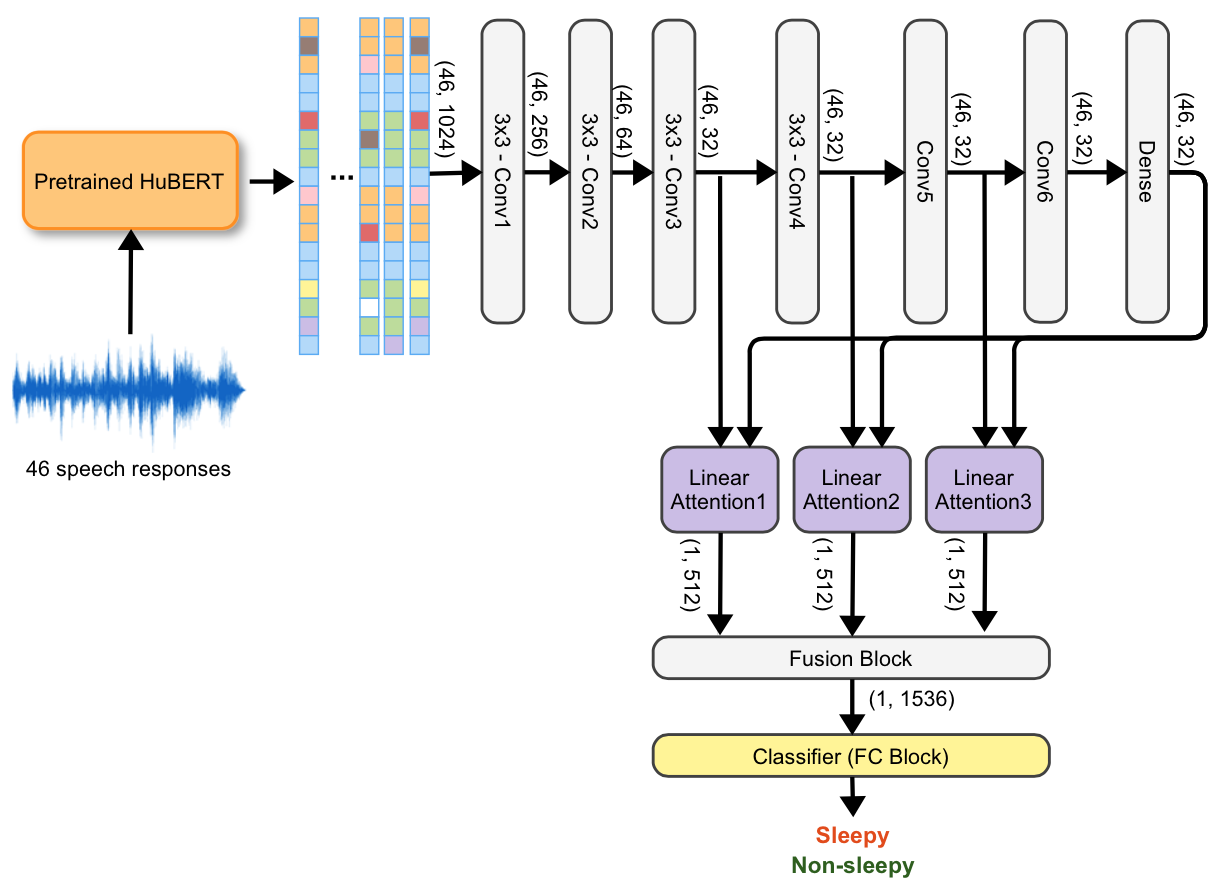 Pretrained HuBERT
46 speech responses
...
(46, 1024)
3x3 - Conv1
(46, 256)
3x3 - Conv2
(46, 64)
3x3 - Conv3
(46, 32)
3x3 - Conv4
(46, 32)
Conv5
(46, 32)
Conv6
(46, 32)
Dense
(46, 32)
Linear
Attention1
Linear
Attention2
Linear
Attention3
(1, 512)
(1, 512)
(1, 512)
Fusion Block
(1, 1536)
Classifier (FC Block)
Sleepy
Non-sleepy